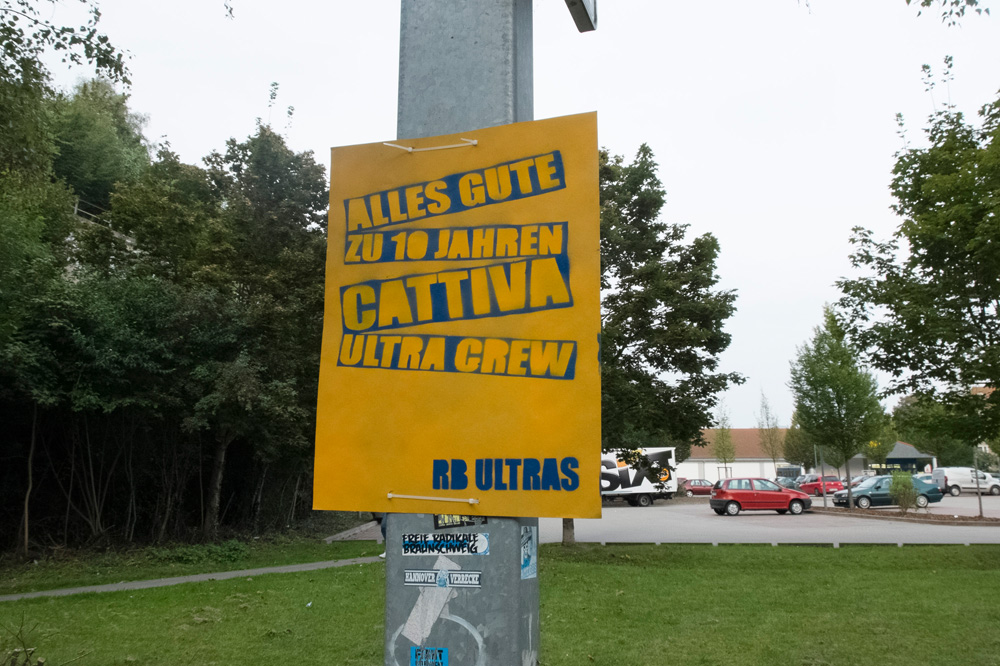 ALLES GUTE
ZU 10 JAHREN
CATTIVA
ULTRA CREW
RB ULTRAS
FREIE RADIKALE
BRAUNSCHWEIG
HANNOVER VERRECKE